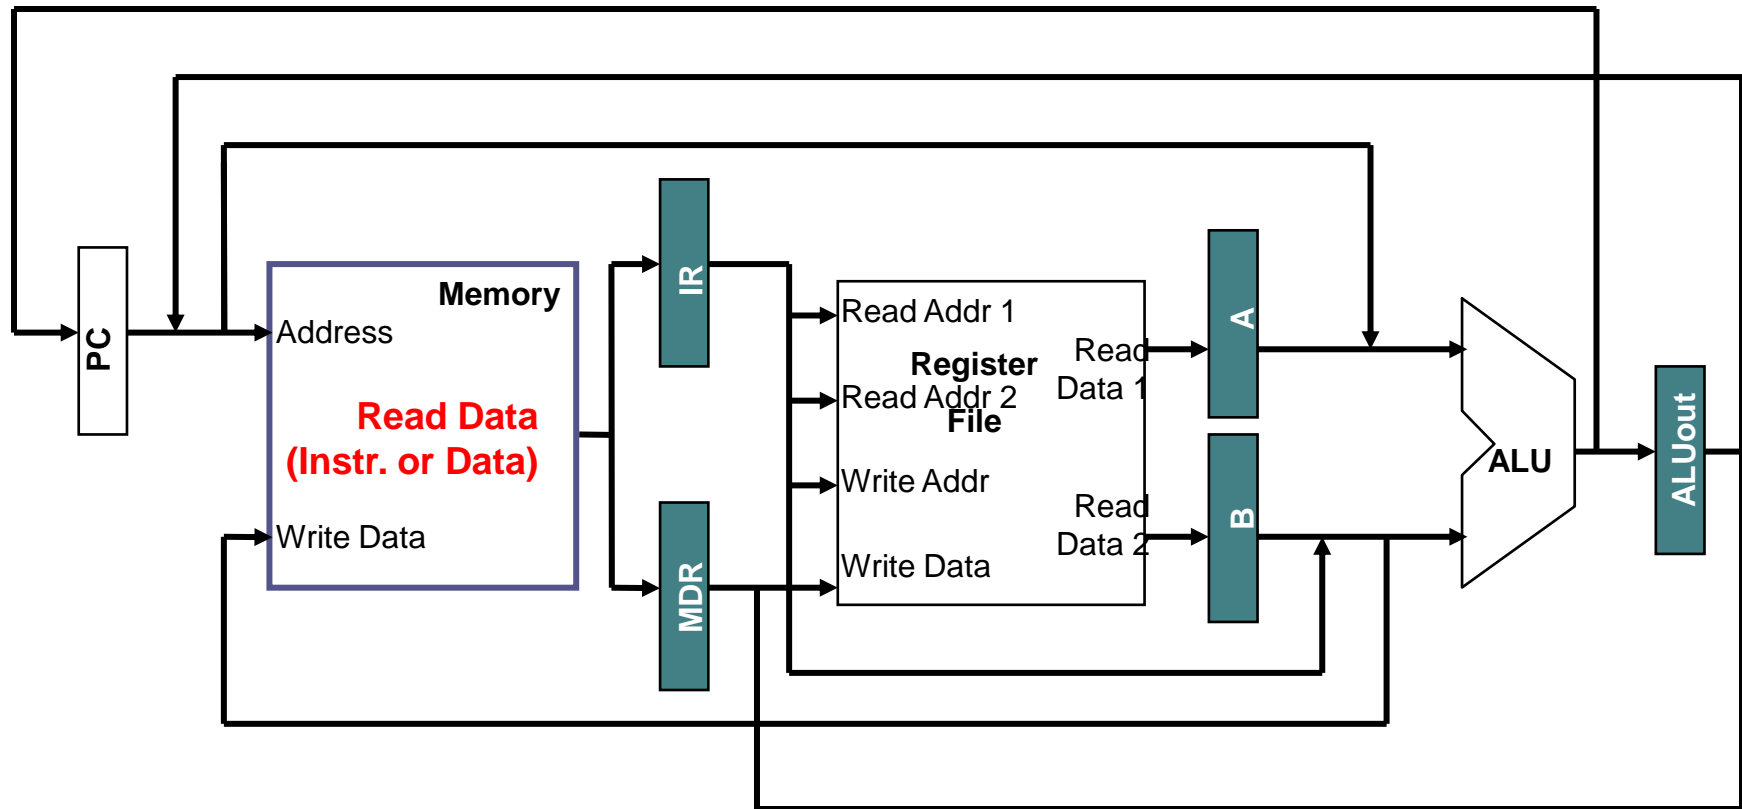 PC
Memory
Address
Read Data
(Instr. or Data)
Write Data
IR
MDR
Read Addr 1
Register
Read Addr 2
File
Write Addr
Write Data
Read
Data 1
Read
Data 2
A
B
ALU
ALUout